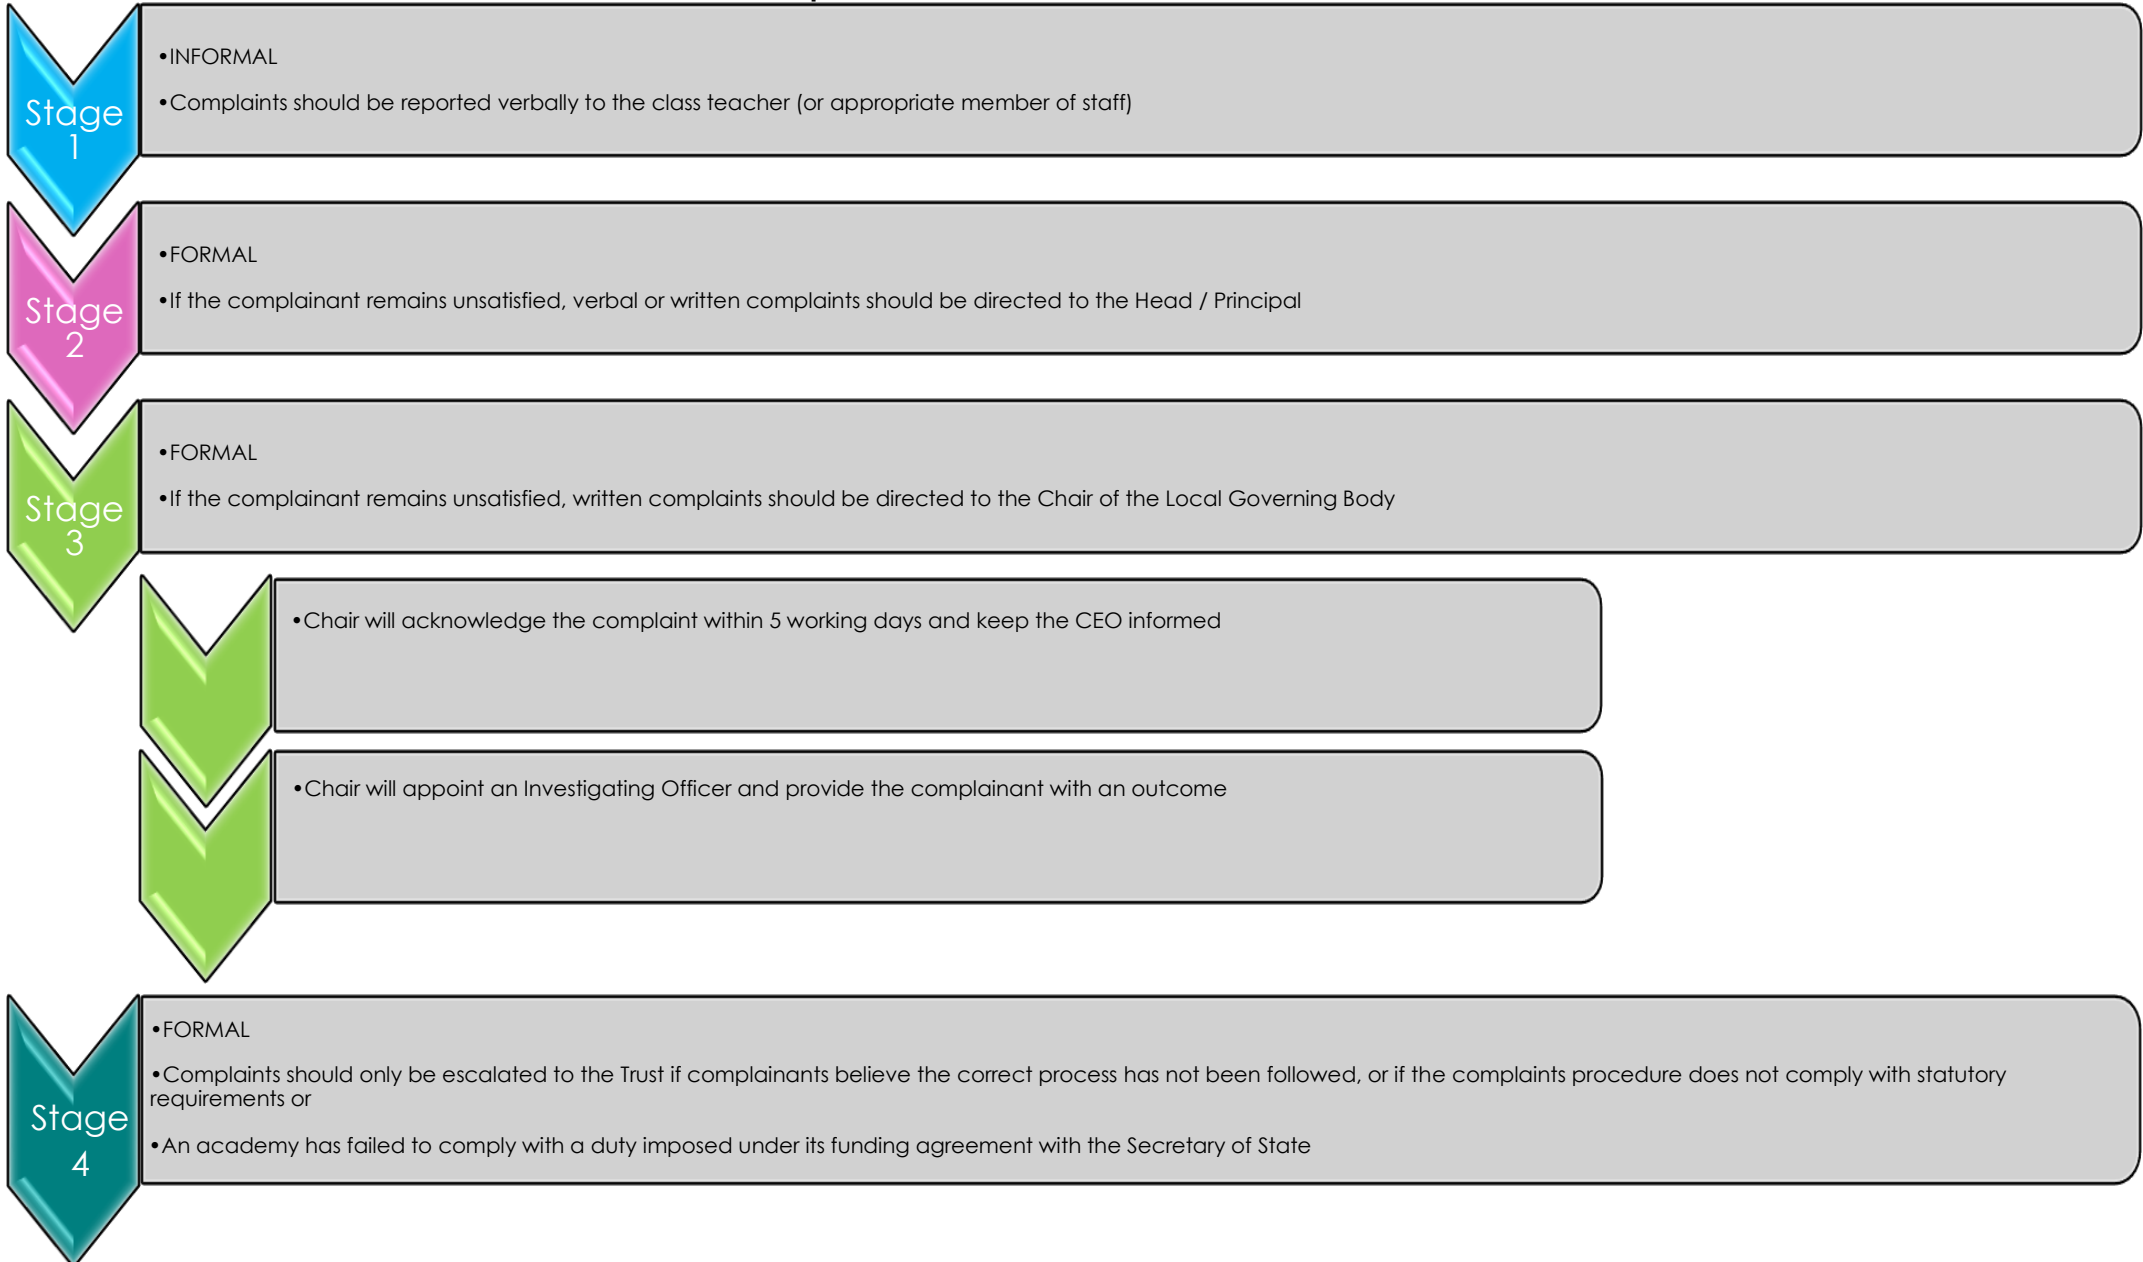 Stage
1
•INFORMAL
•Complaints should be reported verbally to the class teacher (or appropriate member of staff)
Stage
2
•FORMAL
•If the complainant remains unsatisfied, verbal or written complaints should be directed to the Head / Principal
Stage
3
•FORMAL
•If the complainant remains unsatisfied, written complaints should be directed to the Chair of the Local Governing Body
•Chair will acknowledge the complaint within 5 working days and keep the CEO informed
•Chair will appoint an Investigating Officer and provide the complainant with an outcome
Stage
4
•FORMAL
•Complaints should only be escalated to the Trust if complainants believe the correct process has not been followed, or if the complaints procedure does not comply with statutory
requirements or
•An academy has failed to comply with a duty imposed under its funding agreement with the Secretary of State